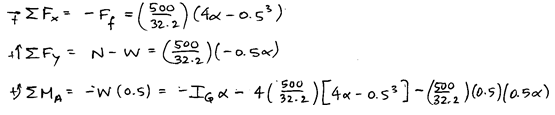 →+ ΣFx = -Ff = (500/32.2)(4α - 0.5³)
+↑ ΣFy = N - W = (500/32.2)(-0.5α)
+↺ ΣMA = -W(0.5) = -IGα - 4(500/32.2)[4α - 0.5³] - (500/32.2)(0.5)(0.5α)